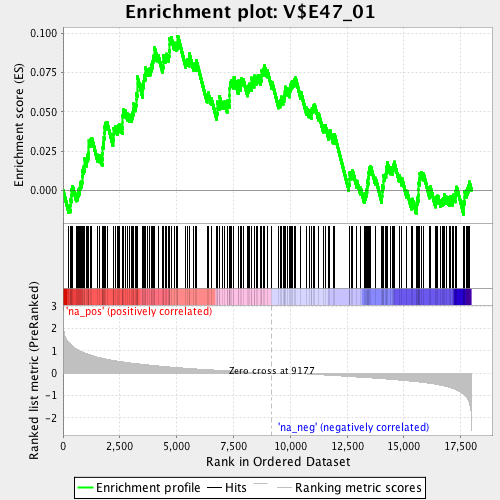 Enrichment plot: V$E47_01
Enrichment score (ES)
0.100
0.075
0.050
0.025
0.000
'na_pos' (positively correlated)
Ranked list metric (PreRanked)
3
2
1
0
-1
-2
Zero cross at 9177
'na_neg' (negatively correlated)
0
2,500
5,000
7,500
10,000
12,500
15,000
17,500
Rank in Ordered Dataset
Enrichment profile
Hits
Ranking metric scores